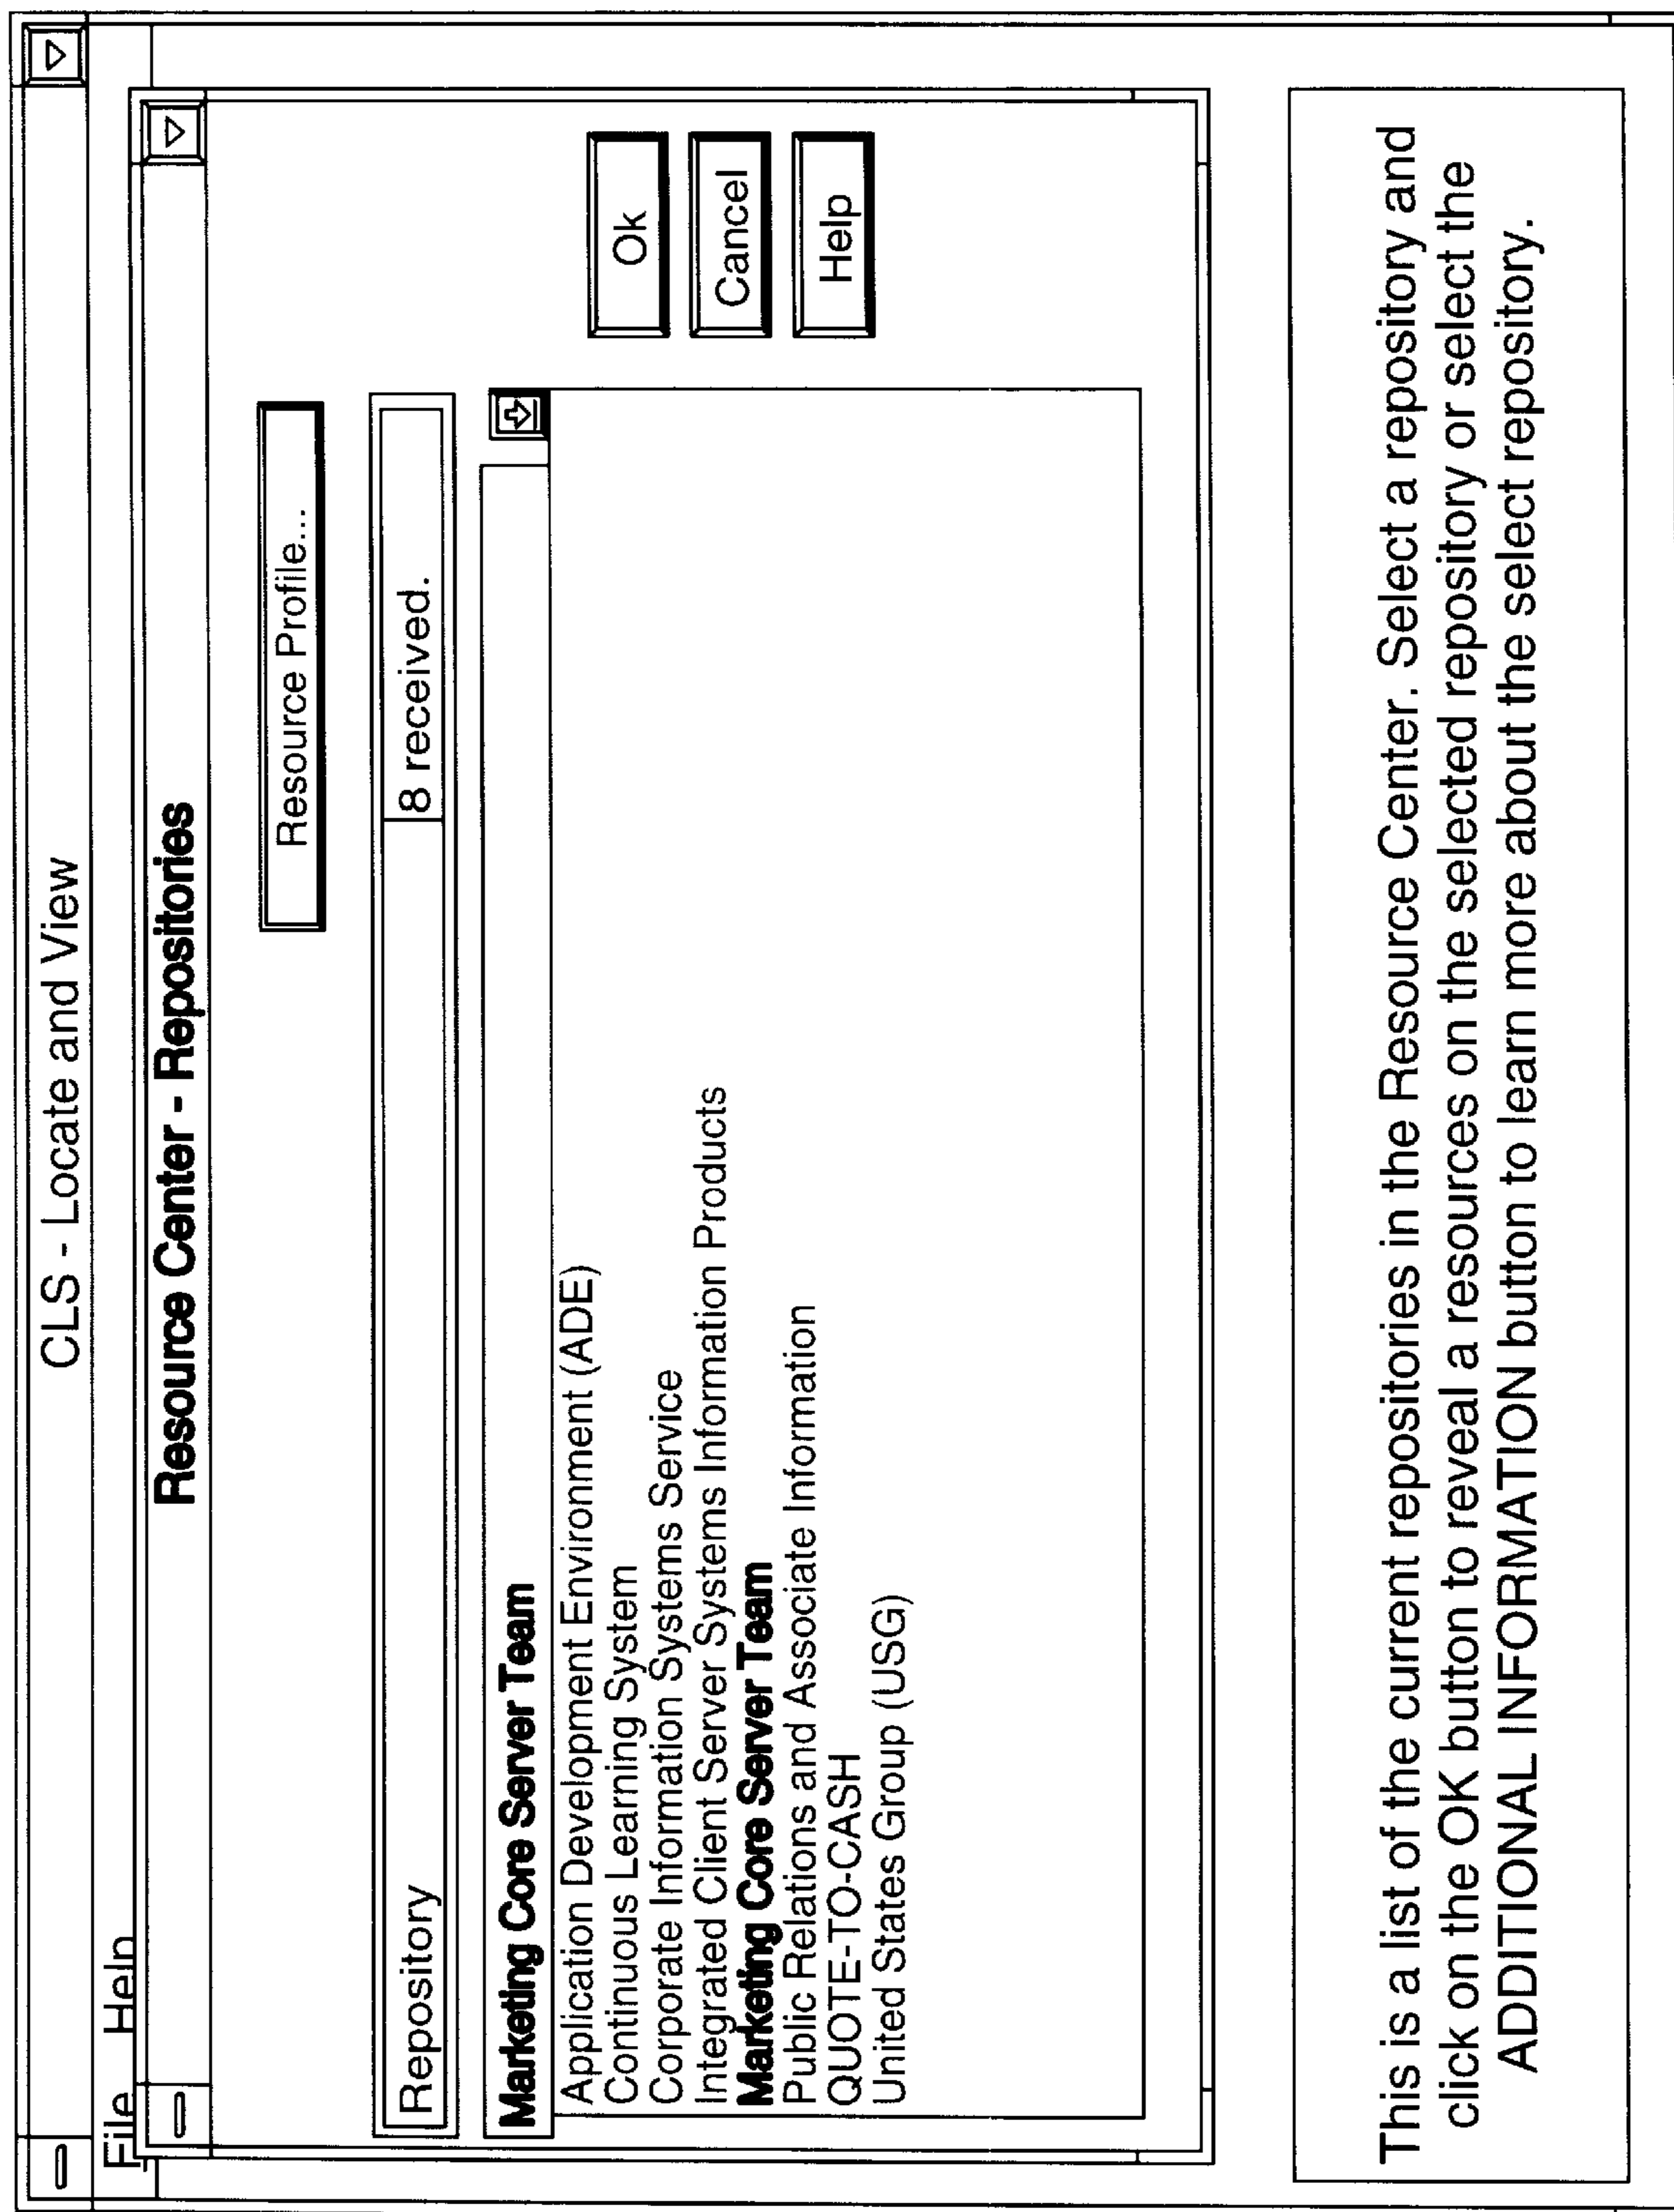 CLS - Locate and View
File Help
Resource Center - Repositories
Resource Profile...
Repository 8 received.
Marketing Core Server Team
Application Development Environment (ADE)
Continuous Learning System
Corporate Information Systems Service
Integrated Client Server Systems Information Products
Marketing Core Server Team
Public Relations and Associate Information
QUOTE-TO-CASH
United States Group (USG)
Ok
Cancel
Help
This is a list of the current repositories in the Resource Center. Select a repository and
click on the OK button to reveal a resources on the selected repository or select the
ADDITIONAL INFORMATION button to learn more about the select repository.